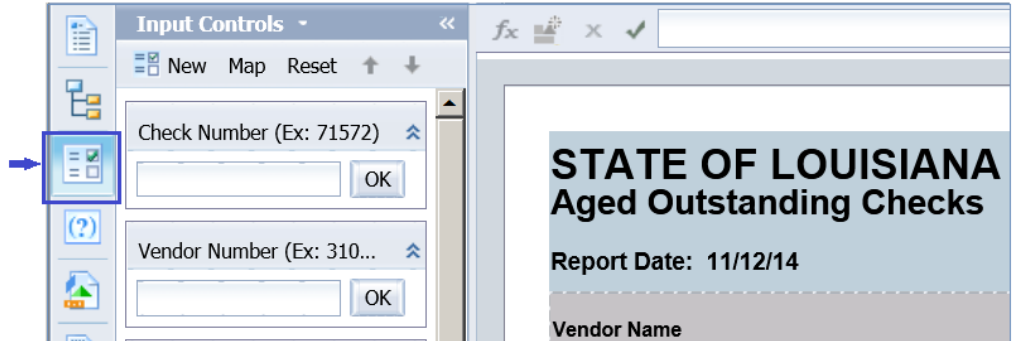 Input Controls
New Map Reset
Check Number (Ex: 71572)
OK
Vendor Number (Ex: 310...
OK
fx
STATE OF LOUISIANA
Aged Outstanding Checks
Report Date: 11/12/14
Vendor Name
(?)